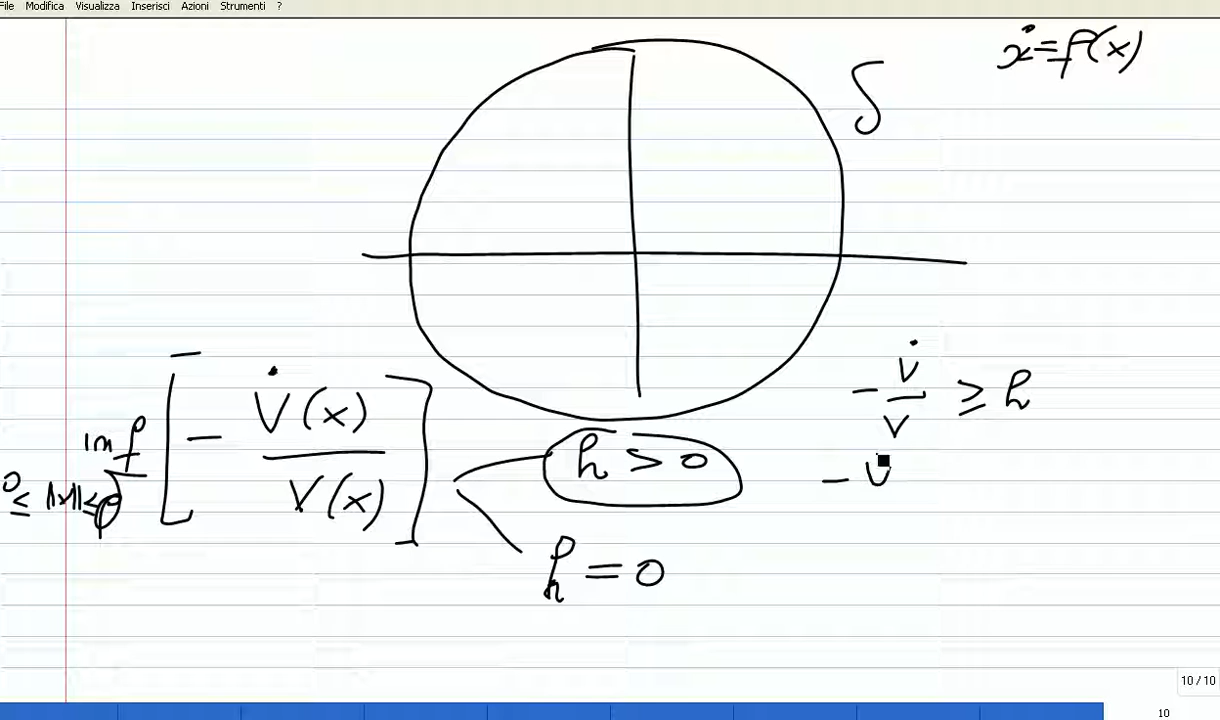 File Modifica Visualizza Inserisci Azioni Strumenti ?
ẋ = f(x)
δ
inf 0 ≤ ||x|| ≤ ρ [ - V̇(x) / V(x) ]
h > 0
h = 0
- V̇ / V ≥ h
- V
10 / 10
10